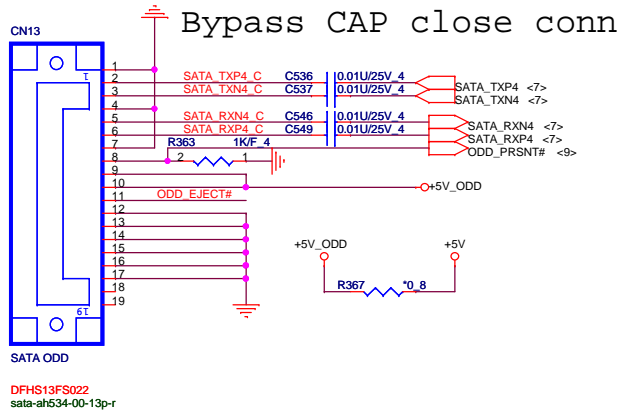 Bypass CAP close conn
CN13
1
1
2
SATA_TXP4_C
C536
0.01U/25V_4
SATA_TXP4 <7>
3
SATA_TXN4_C
C537
0.01U/25V_4
SATA_TXN4 <7>
4
5
SATA_RXN4_C
C546
0.01U/25V_4
SATA_RXN4 <7>
6
SATA_RXP4_C
C549
0.01U/25V_4
SATA_RXP4 <7>
7
R363
1K/F_4
ODD_PRSNT# <9>
8
2
1
9
10
+5V_ODD
11
ODD_EJECT#
12
13
14
15
16
17
18
19
19
+5V_ODD
+5V
R367
*0_8
SATA ODD
DFHS13FS022
sata-ah534-00-13p-r